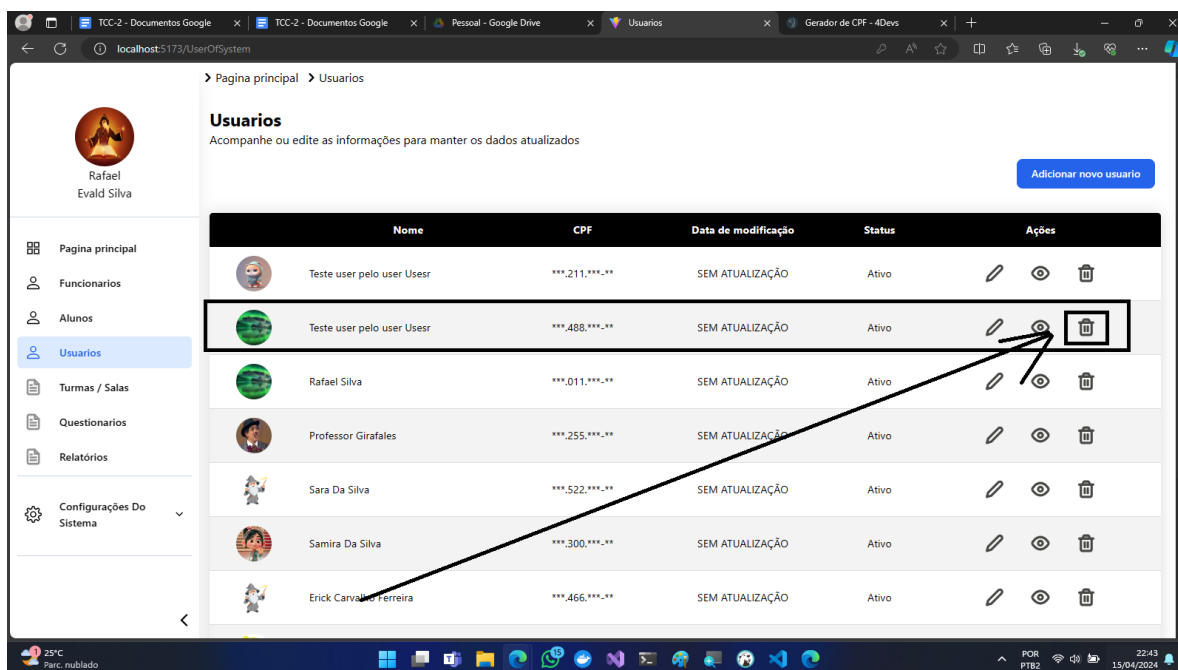 TCC-2 - Documentos Google
TCC-2 - Documentos Google
Pessoal - Google Drive
Usuarios
Gerador de CPF - 4Devs
localhost:5173/UserOfSystem
Pagina principal
Usuarios
Usuarios
Acompanhe ou edite as informações para manter os dados atualizados
Adicionar novo usuario
Rafael
Evald Silva
Pagina principal
Funcionarios
Alunos
Usuarios
Turmas / Salas
Questionarios
Relatórios
Configurações Do
Sistema
Nome CPF Data de modificação Status Ações
Teste user pelo user Usesr ***.211.***-** SEM ATUALIZAÇÃO Ativo
Teste user pelo user Usesr ***.488.***-** SEM ATUALIZAÇÃO Ativo
Rafael Silva ***.011.***-** SEM ATUALIZAÇÃO Ativo
Professor Girafales ***.255.***-** SEM ATUALIZAÇÃO Ativo
Sara Da Silva ***.522.***-** SEM ATUALIZAÇÃO Ativo
Samira Da Silva ***.300.***-** SEM ATUALIZAÇÃO Ativo
Erick Carvalho Ferreira ***.466.***-** SEM ATUALIZAÇÃO Ativo
1
25°C
Parc. nublado
15
POR
PTB2
22:43
15/04/2024